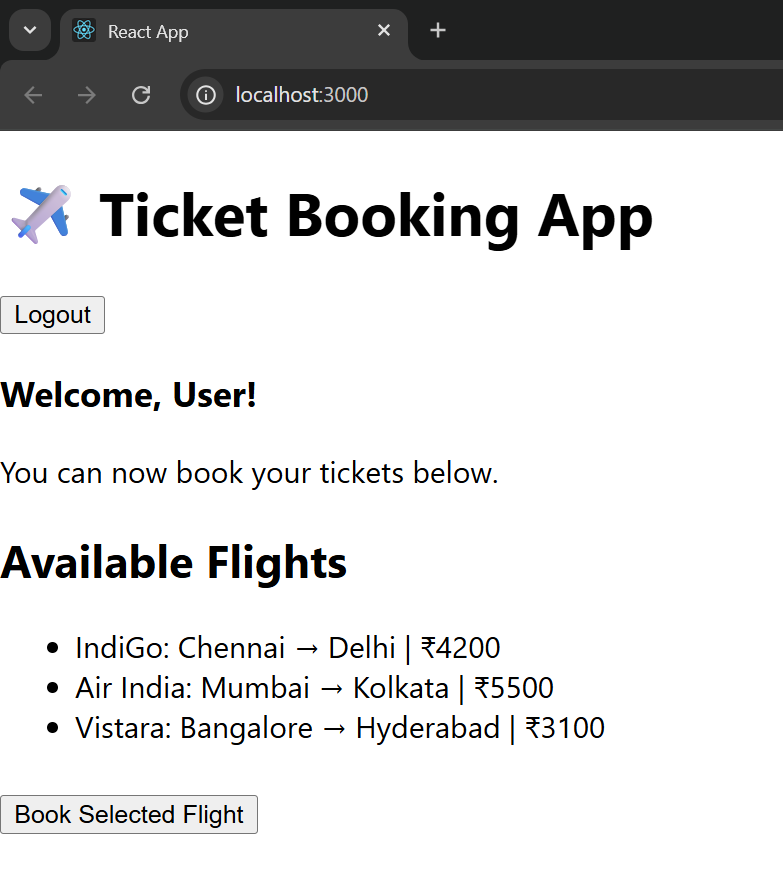 React App
localhost:3000
✈️ Ticket Booking App
Logout
Welcome, User!
You can now book your tickets below.
Available Flights
• IndiGo: Chennai → Delhi | ₹4200
• Air India: Mumbai → Kolkata | ₹5500
• Vistara: Bangalore → Hyderabad | ₹3100
Book Selected Flight